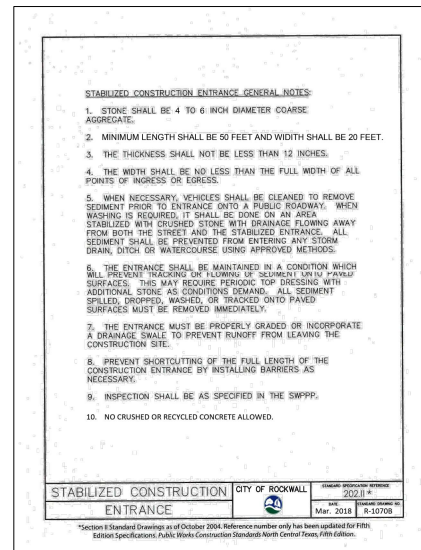 STABILIZED CONSTRUCTION ENTRANCE GENERAL NOTES:
1. STONE SHALL BE 4 TO 6 INCH DIAMETER COARSE
AGGREGATE.
2. MINIMUM LENGTH SHALL BE 50 FEET AND WIDITH SHALL BE 20 FEET.
3. THE THICKNESS SHALL NOT BE LESS THAN 12 INCHES.
4. THE WIDTH SHALL BE NO LESS THAN THE FULL WIDTH OF ALL
POINTS OF INGRESS OR EGRESS.
5. WHEN NECESSARY, VEHICLES SHALL BE CLEANED TO REMOVE
SEDIMENT PRIOR TO ENTRANCE ONTO A PUBLIC ROADWAY. WHEN
WASHING IS REQUIRED, IT SHALL BE DONE ON AN AREA
STABILIZED WITH CRUSHED STONE WITH DRAINAGE FLOWING AWAY
FROM BOTH THE STREET AND THE STABILIZED ENTRANCE. ALL
SEDIMENT SHALL BE PREVENTED FROM ENTERING ANY STORM
DRAIN, DITCH OR WATERCOURSE USING APPROVED METHODS.
6. THE ENTRANCE SHALL BE MAINTAINED IN A CONDITION WHICH
WILL PREVENT TRACKING OR FLOWING OF SEDIMENT ONTO PAVED
SURFACES. THIS MAY REQUIRE PERIODIC TOP DRESSING WITH
ADDITIONAL STONE AS CONDITIONS DEMAND. ALL SEDIMENT
SPILLED, DROPPED, WASHED, OR TRACKED ONTO PAVED
SURFACES MUST BE REMOVED IMMEDIATELY.
7. THE ENTRANCE MUST BE PROPERLY GRADED OR INCORPORATE
A DRAINAGE SWALE TO PREVENT RUNOFF FROM LEAVING THE
CONSTRUCTION SITE.
8. PREVENT SHORTCUTTING OF THE FULL LENGTH OF THE
CONSTRUCTION ENTRANCE BY INSTALLING BARRIERS AS
NECESSARY.
9. INSPECTION SHALL BE AS SPECIFIED IN THE SWPPP.
10. NO CRUSHED OR RECYCLED CONCRETE ALLOWED.
STABILIZED CONSTRUCTION
ENTRANCE
CITY OF ROCKWALL
STANDARD SPECIFICATION REFERENCE
202.11 *
DATE
Mar. 2018
STANDARD DRAWING NO.
R-1070B
*Section II Standard Drawings as of October 2004. Reference number only has been updated for Fifth
Edition Specifications. Public Works Construction Standards North Central Texas, Fifth Edition.